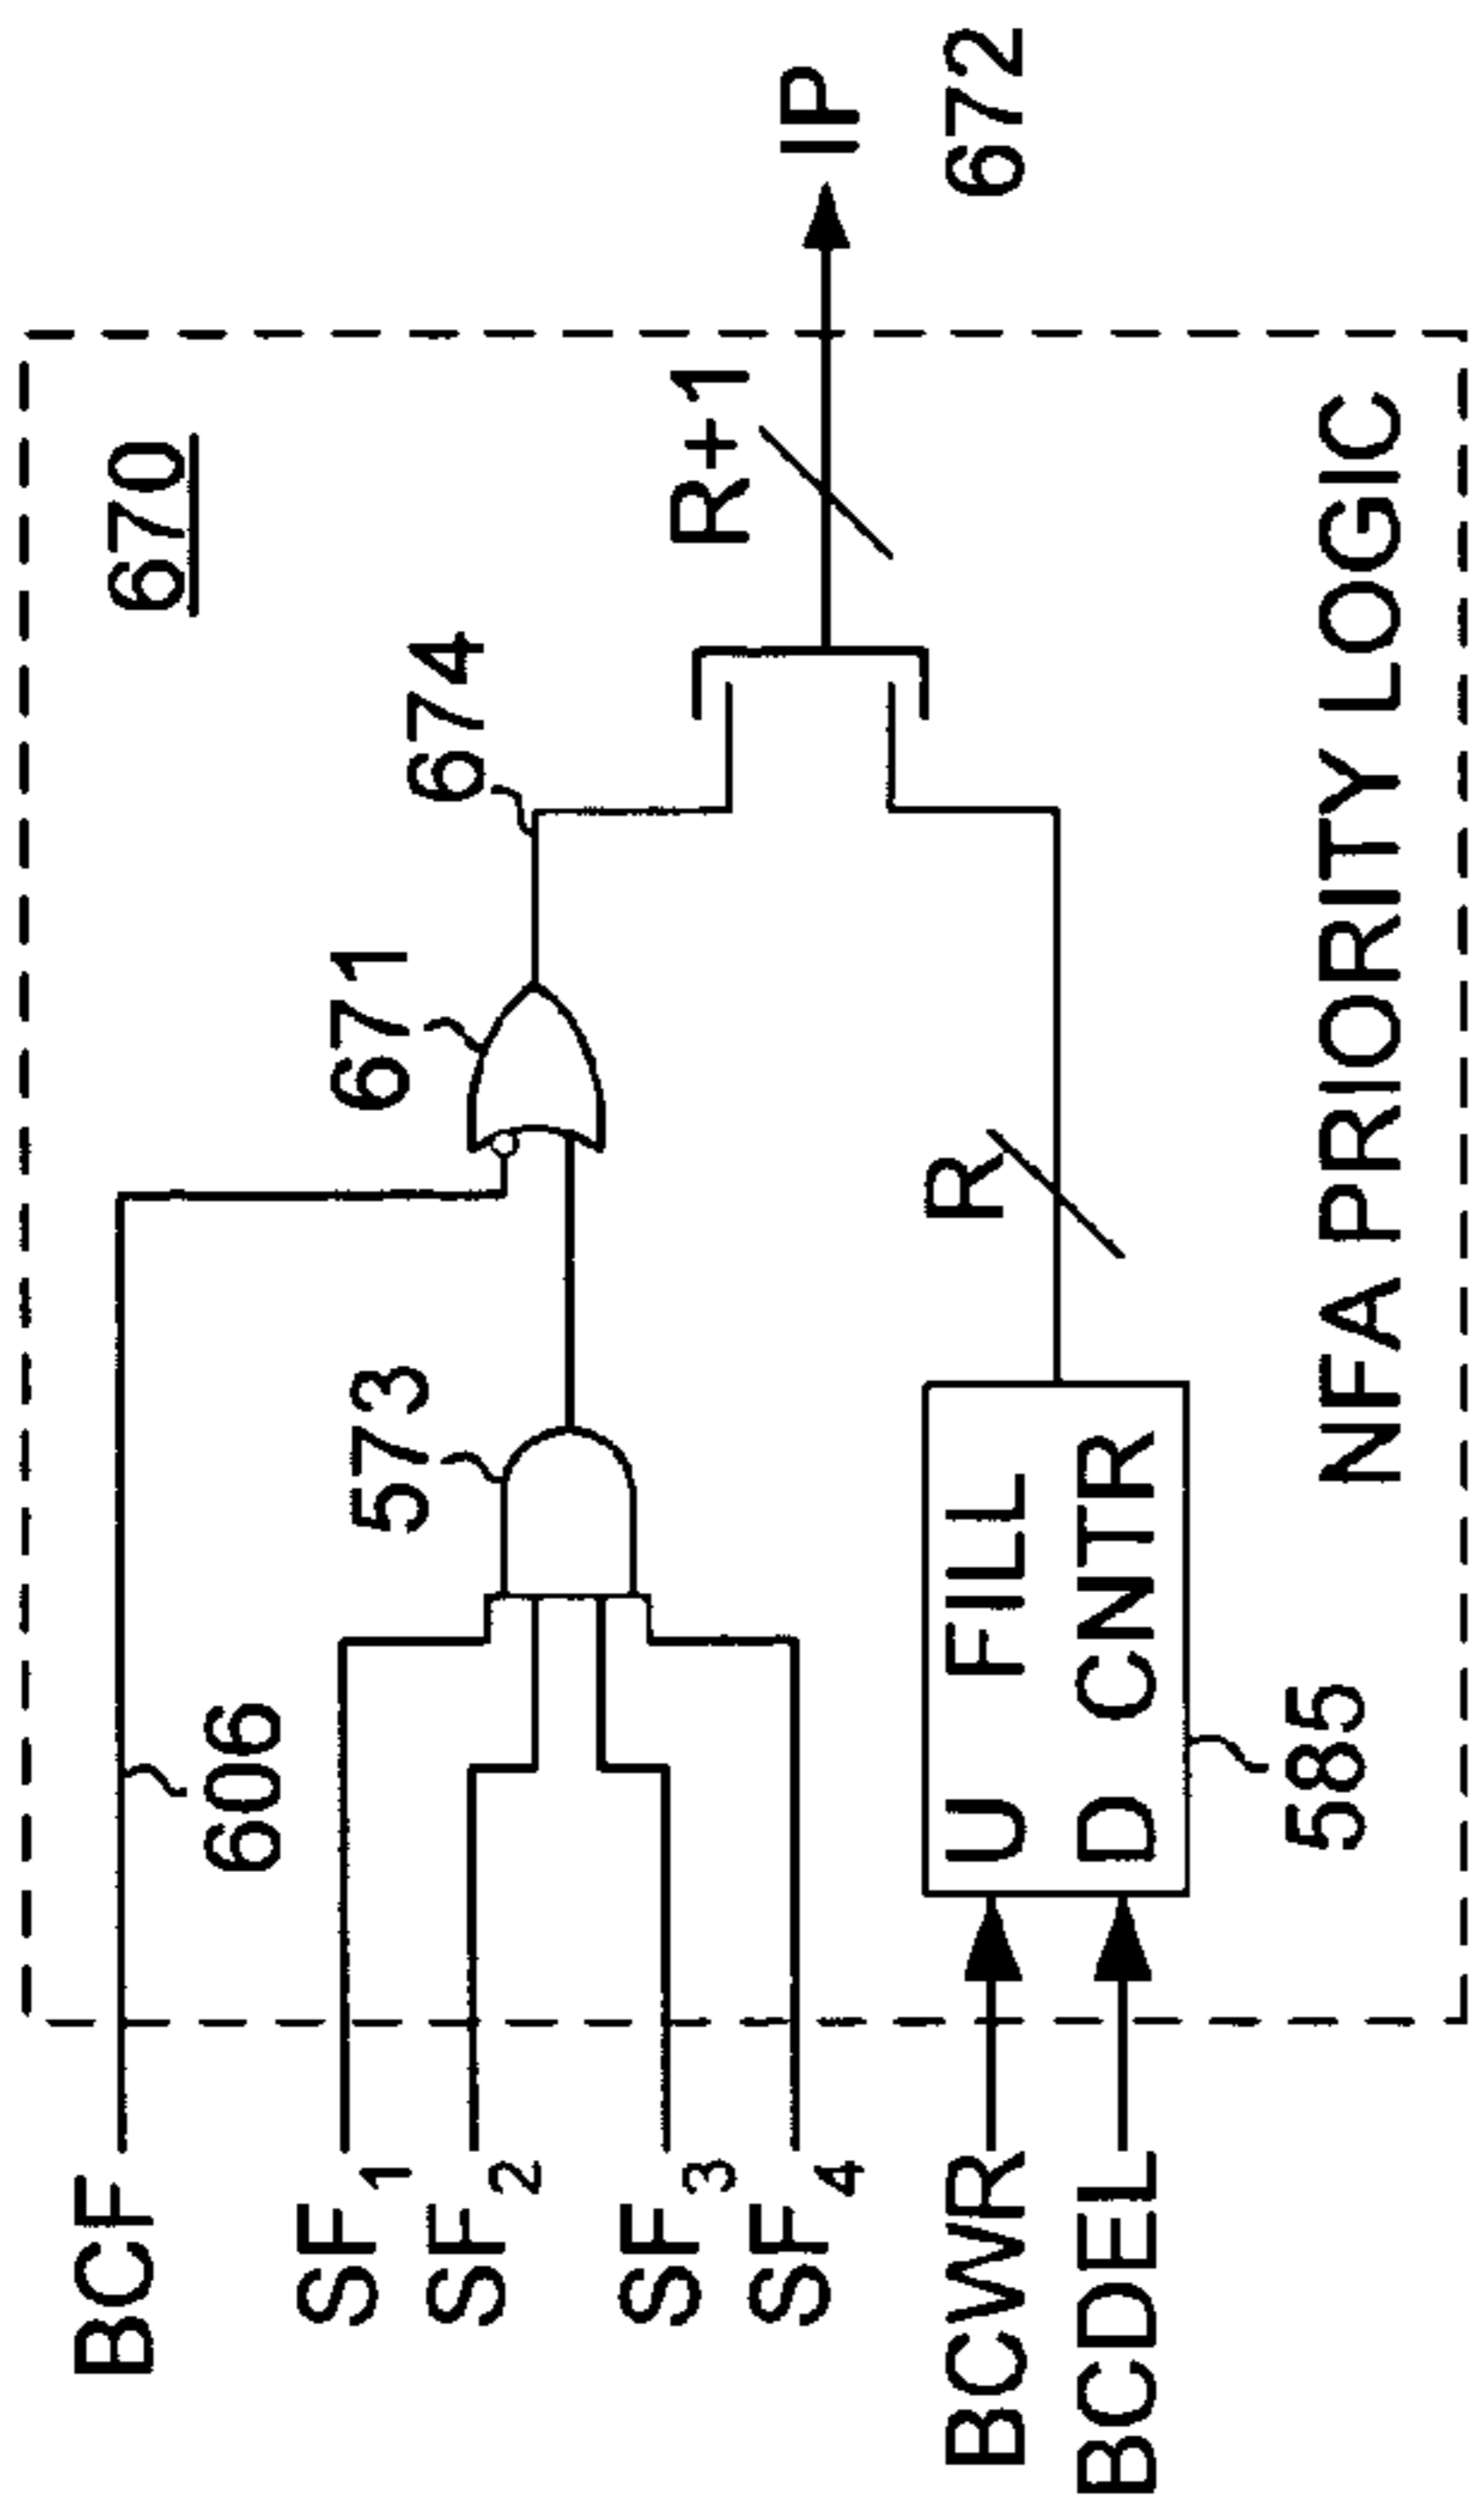 670
BCF
606
671
674
SF1
573
SF2
R+1
IP
SF3
672
SF4
R
BCWR
U FILL
BCDEL
D CNTR
585
NFA PRIORITY LOGIC